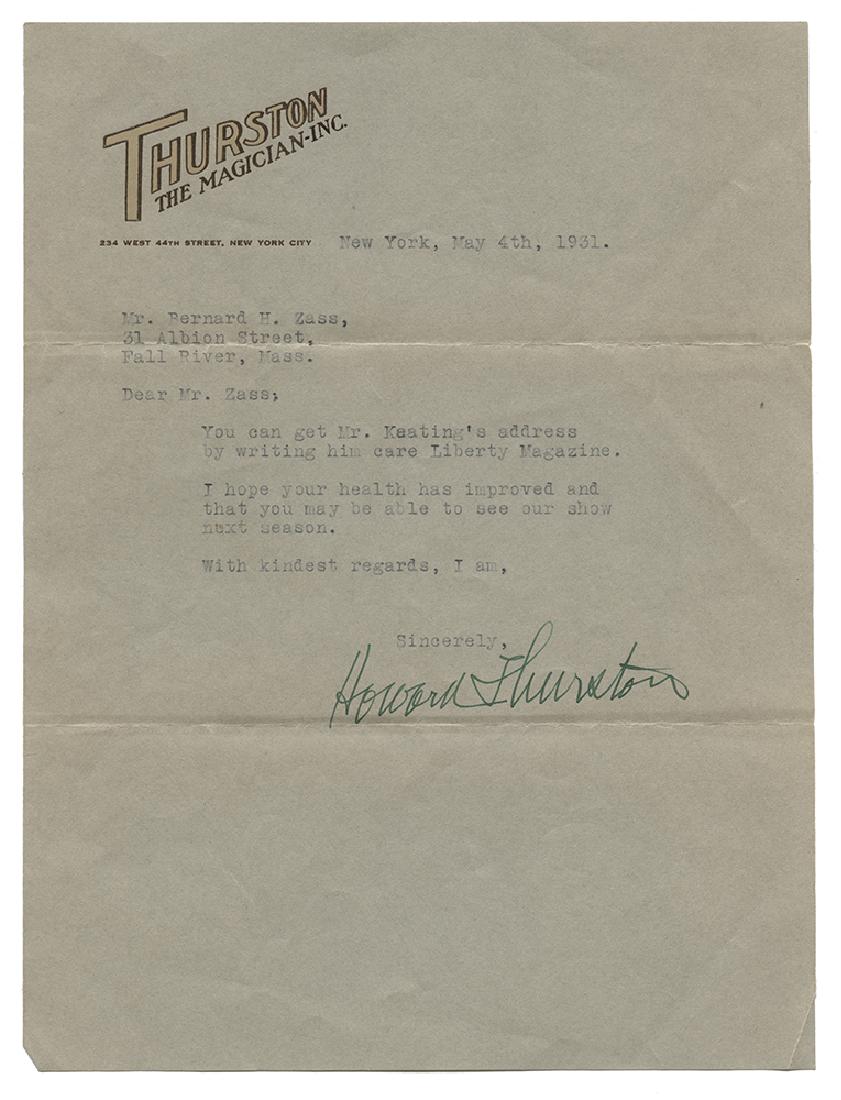 THURSTON
THE MAGICIAN-INC.
234 WEST 44TH STREET, NEW YORK CITY
New York, May 4th, 1931.
Mr. Bernard H. Zass,
31 Albion Street,
Fall River, Mass.
Dear Mr. Zass;
You can get Mr. Keating's address
by writing him care Liberty Magazine.
I hope your health has improved and
that you may be able to see our show
next season.
With kindest regards, I am,
Sincerely,
Howard Thurston